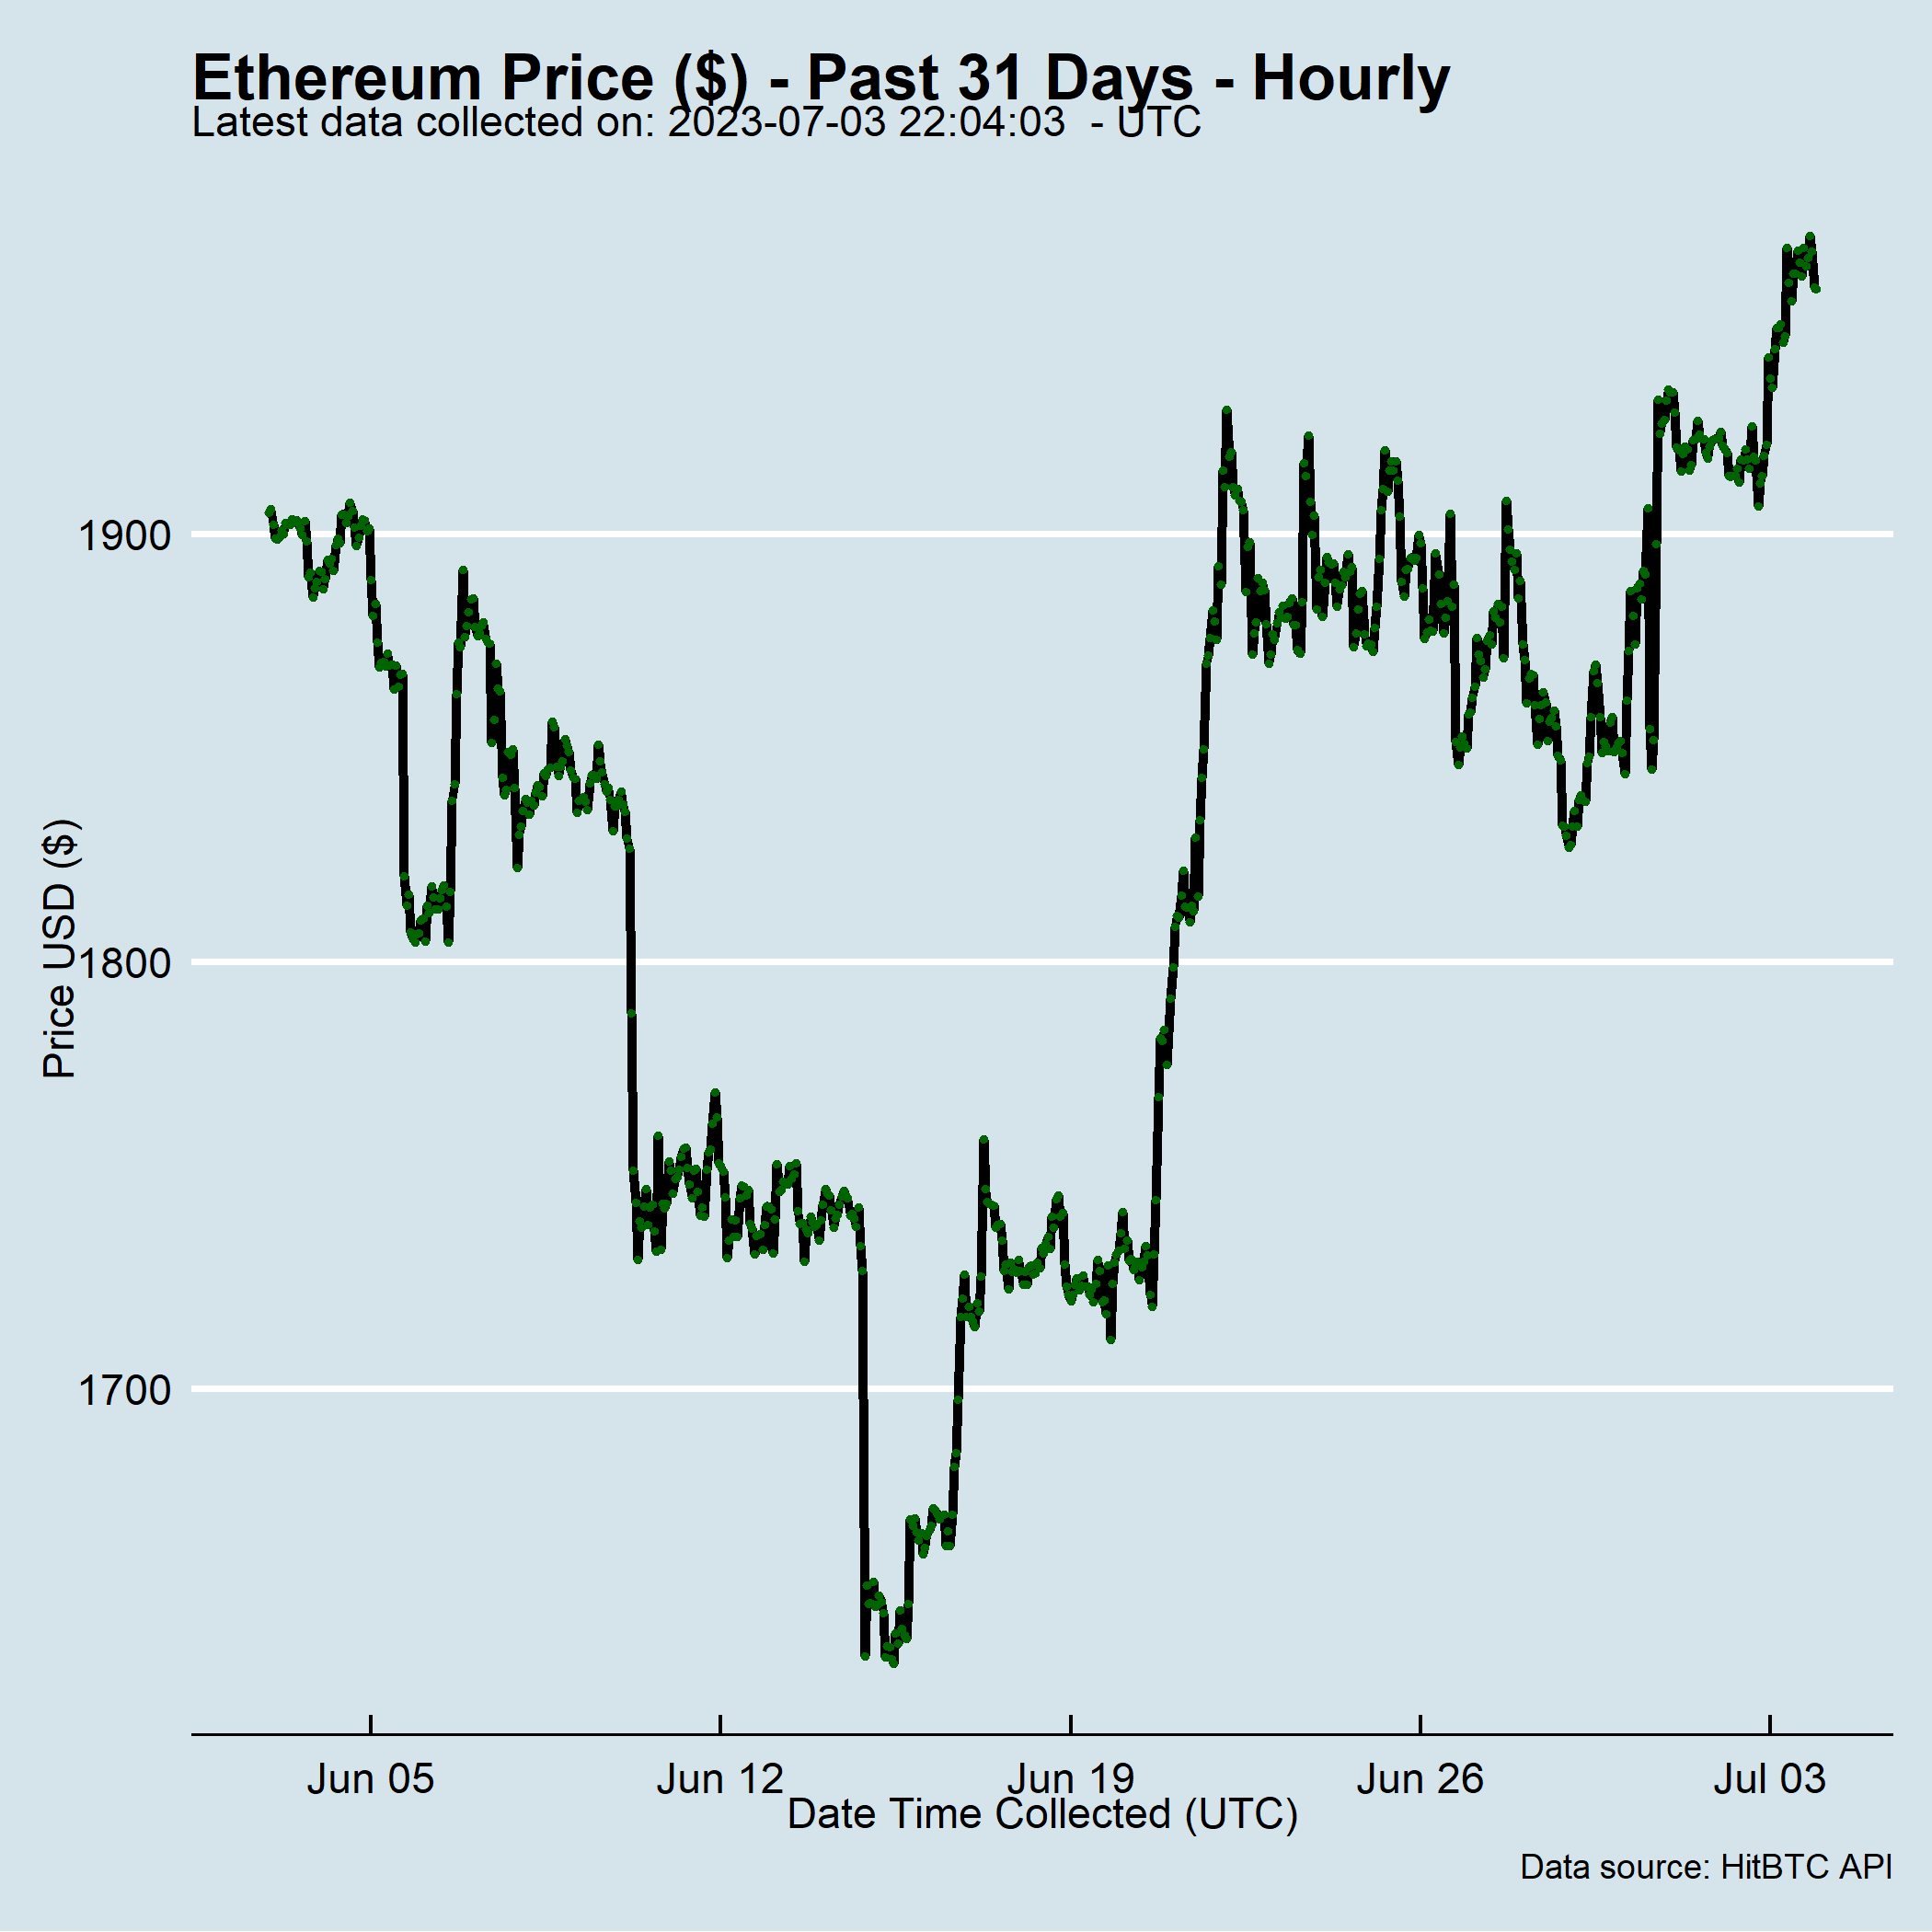 Ethereum Price ($) - Past 31 Days - Hourly
Latest data collected on: 2023-07-03 22:04:03  - UTC
Price USD ($)
1900
1800
1700
Jun 05
Jun 12
Jun 19
Jun 26
Jul 03
Date Time Collected (UTC)
Data source: HitBTC API